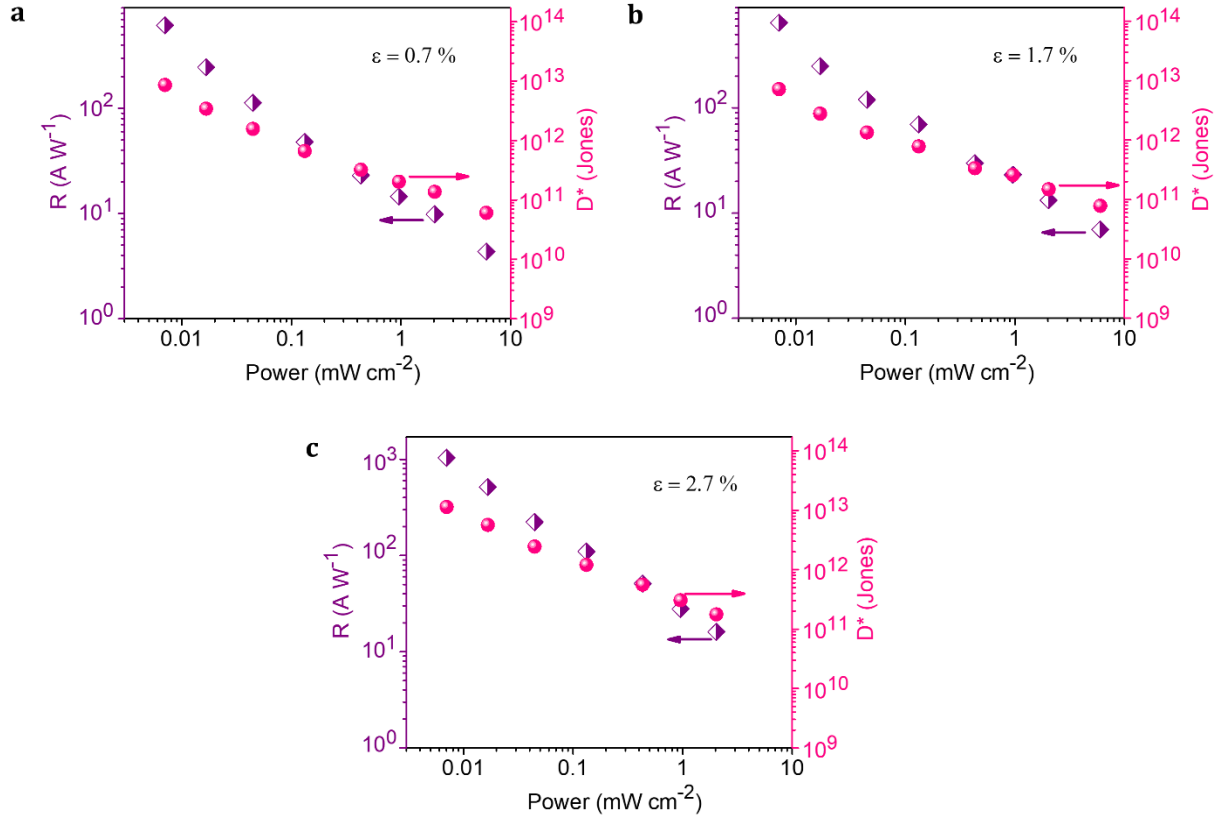 a
ε = 0.7 %
R (A W⁻¹)
10²
10¹
10⁰
10¹⁴
10¹³
10¹²
10¹¹
10¹⁰
10⁹
D* (Jones)
0.01 0.1 1 10
Power (mW cm⁻²)
b
ε = 1.7 %
R (A W⁻¹)
10²
10¹
10⁰
10¹⁴
10¹³
10¹²
10¹¹
10¹⁰
10⁹
D* (Jones)
0.01 0.1 1 10
Power (mW cm⁻²)
c
ε = 2.7 %
R (A W⁻¹)
10³
10²
10¹
10⁰
10¹⁴
10¹³
10¹²
10¹¹
10¹⁰
10⁹
D* (Jones)
0.01 0.1 1 10
Power (mW cm⁻²)